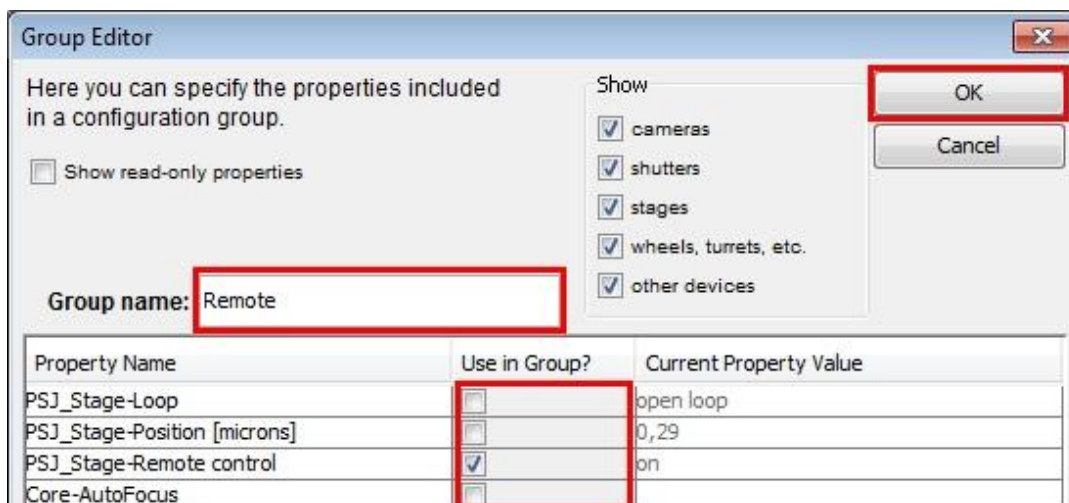 Group Editor
Here you can specify the properties included
in a configuration group.
Show read-only properties
Show
cameras
shutters
stages
wheels, turrets, etc.
other devices
OK
Cancel
Group name: Remote
Property Name Use in Group? Current Property Value
PSJ_Stage-Loop open loop
PSJ_Stage-Position [microns] 0,29
PSJ_Stage-Remote control on
Core-AutoFocus